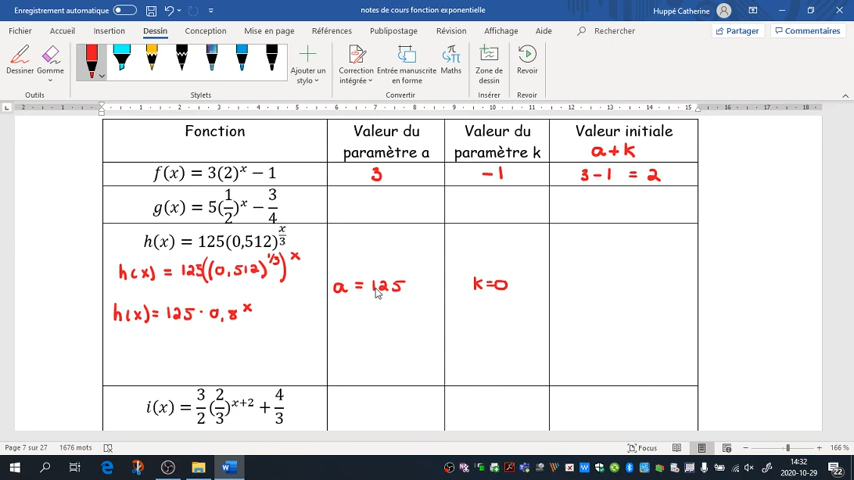 Enregistrement automatique
notes de cours fonction exponentielle
Huppé Catherine
Fichier Accueil Insertion Dessin Conception Mise en page Références Publipostage Révision Affichage Aide Rechercher Partager Commentaires
Dessiner Gomme Ajouter un stylo Correction intégrée Entrée manuscrite en formule Maths Zone de dessin Revoir
Outils Stylets Convertir Insérer Revoir
Fonction Valeur du paramètre a Valeur du paramètre k Valeur initiale
a+k
f(x) = 3(2)^x − 1 3 −1 3−1 = 2
g(x) = 5(1/2)^x − 3/4
h(x) = 125(0,512)^(x/3)
h(x) = 125((0,512)^(1/3))^x
a = 125 k=0
h(x) = 125 · 0,8^x
i(x) = 3/2(2/3)^(x+2) + 4/3
Page 7 sur 27 1676 mots Focus 166 %
14:32
2020-10-29
22